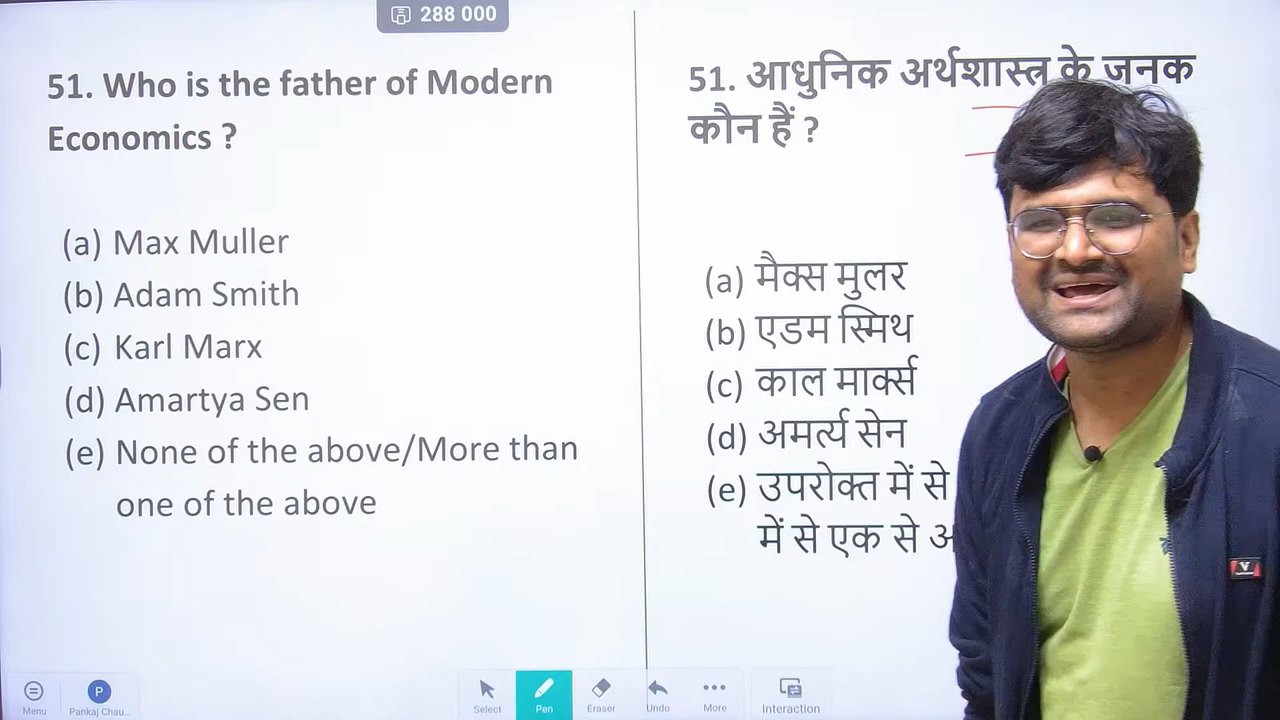 288 000
51. Who is the father of Modern
Economics ?
(a) Max Muller
(b) Adam Smith
(c) Karl Marx
(d) Amartya Sen
(e) None of the above/More than
one of the above
51. आधुनिक अर्थशास्त्र के जनक
कौन हैं ?
(a) मैक्स मुलर
(b) एडम स्मिथ
(c) काल मार्क्स
(d) अमर्त्य सेन
(e) उपरोक्त में से
में से एक से अ
Menu
P
Pankaj Chau...
Select
Pen
Eraser
Undo
More
Interaction